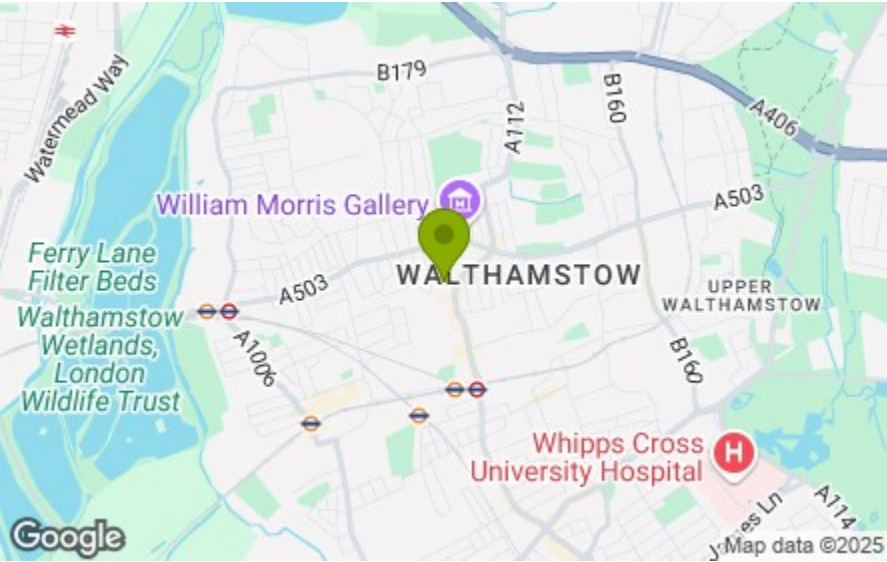 B179
A112
B160
A406
Watermead Way
William Morris Gallery
A503
Ferry Lane
Filter Beds
A503
WALTHAMSTOW
UPPER
WALTHAMSTOW
Walthamstow
Wetlands,
London
Wildlife Trust
A1006
B160
Whipps Cross
University Hospital
H
A114
Google
Map data ©2025